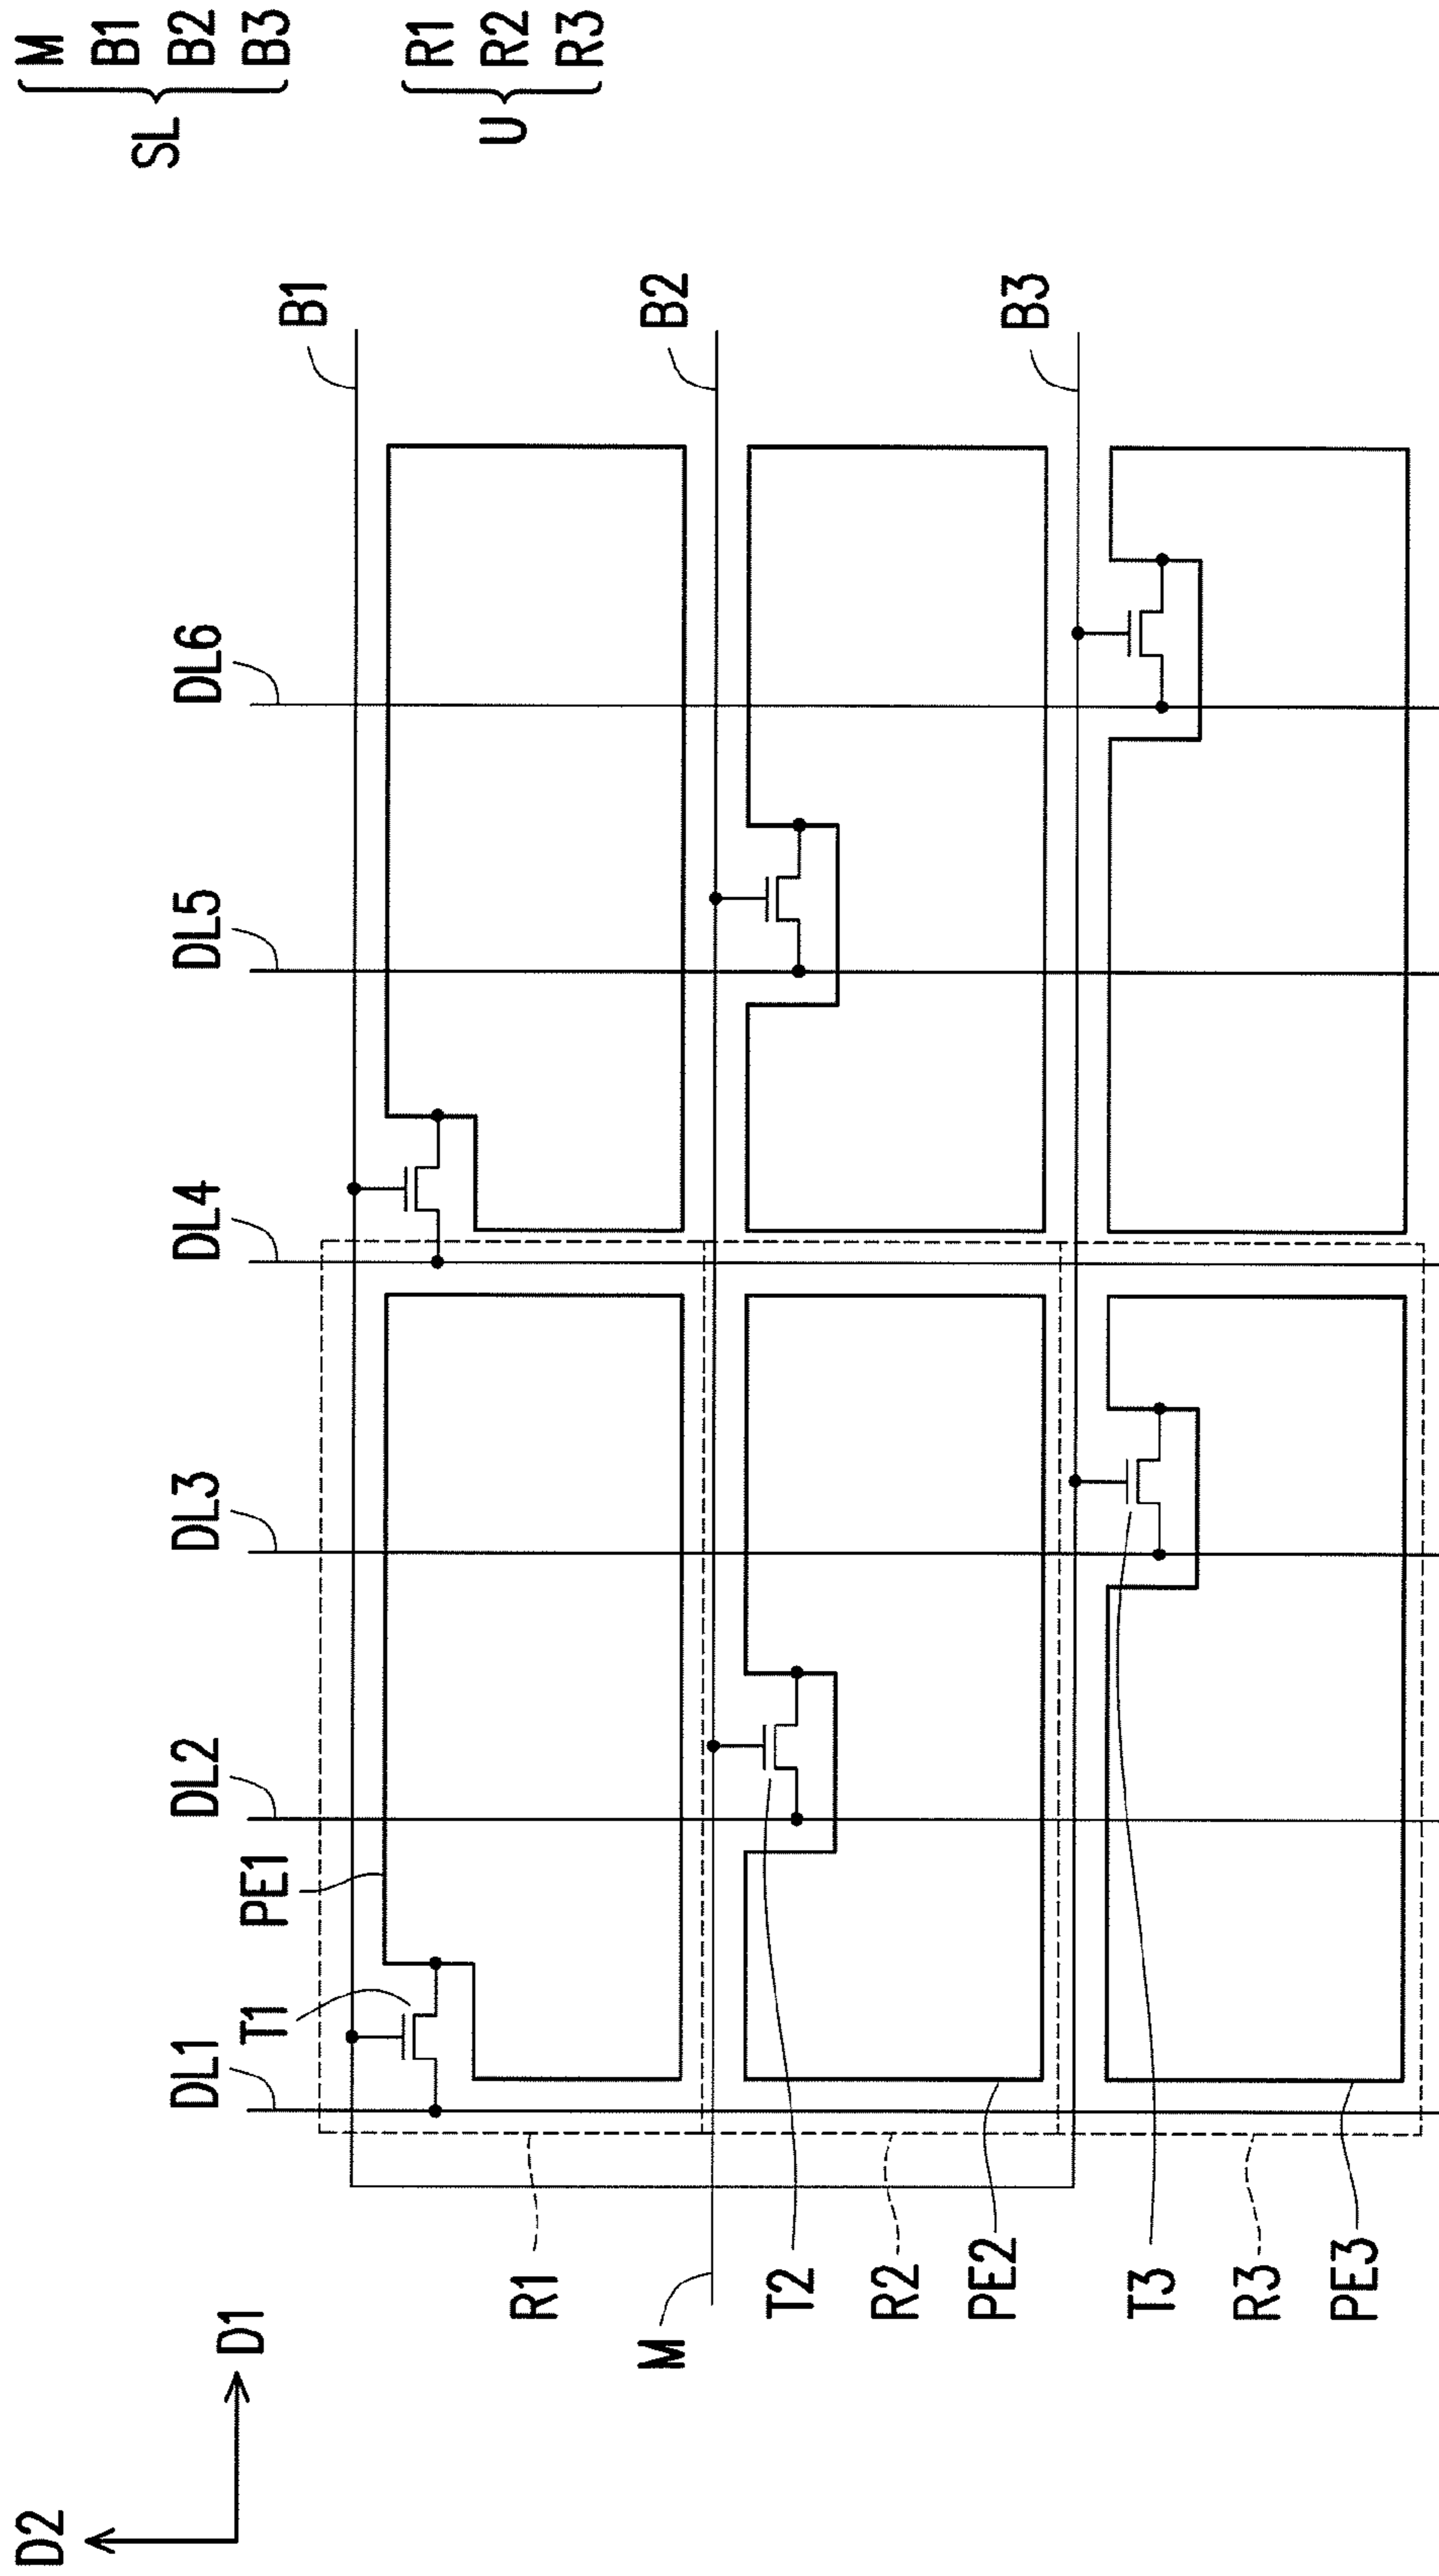 D2
D1
SL
M
B1
B2
B3
U
R1
R2
R3
DL1
DL2
DL3
DL4
DL5
DL6
T1
PE1
B1
R1
M
B2
T2
R2
PE2
B3
T3
R3
PE3